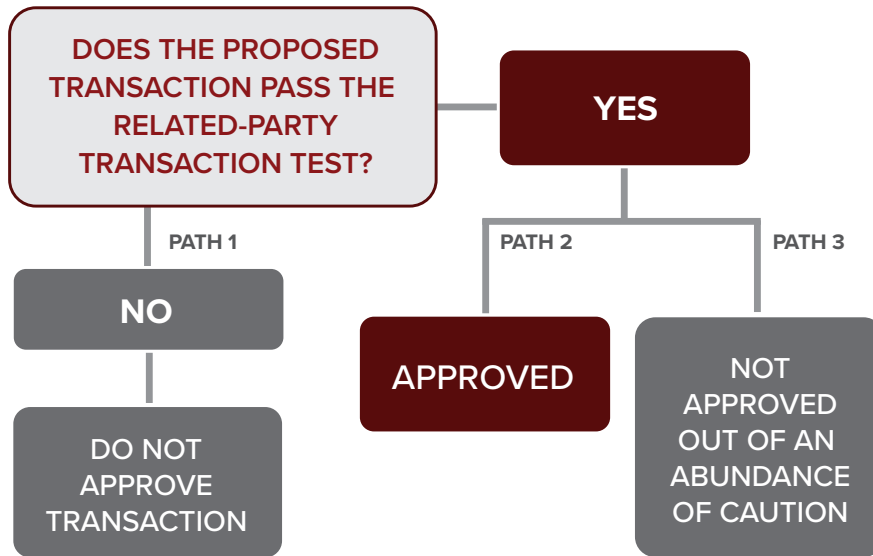 DOES THE PROPOSED
TRANSACTION PASS THE
RELATED-PARTY
TRANSACTION TEST?
YES
PATH 1
PATH 2
PATH 3
NO
APPROVED
NOT
APPROVED
OUT OF AN
ABUNDANCE
OF CAUTION
DO NOT
APPROVE
TRANSACTION